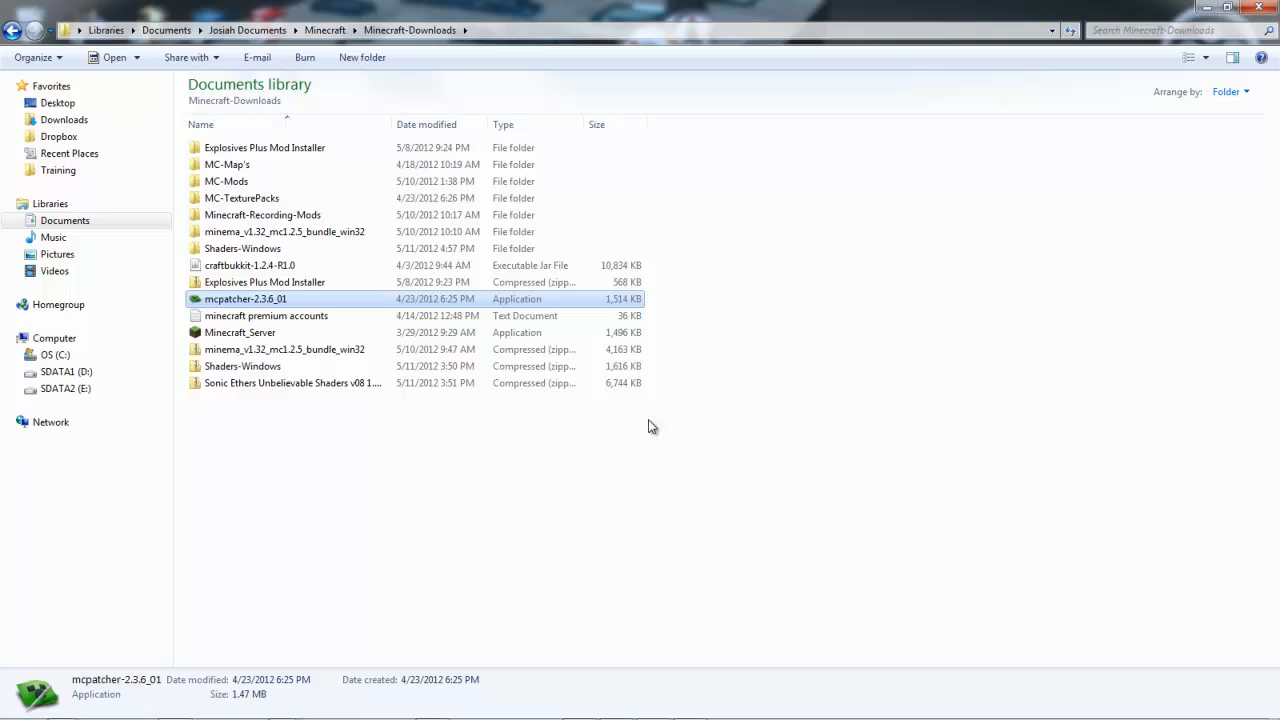 Libraries Documents Josiah Documents Minecraft Minecraft-Downloads Search Minecraft-Downloads
Organize Open Share with E-mail Burn New folder
Favorites
Desktop
Downloads
Dropbox
Recent Places
Training
Libraries
Documents
Music
Pictures
Videos
Homegroup
Computer
OS (C:)
SDATA1 (D:)
SDATA2 (E:)
Network
Documents library
Minecraft-Downloads
Arrange by: Folder
Name Date modified Type Size
Explosives Plus Mod Installer 5/8/2012 9:24 PM File folder
MC-Map's 4/18/2012 10:19 AM File folder
MC-Mods 5/10/2012 1:38 PM File folder
MC-TexturePacks 4/23/2012 6:26 PM File folder
Minecraft-Recording-Mods 5/10/2012 10:17 AM File folder
minema_v1.32_mc1.2.5_bundle_win32 5/10/2012 10:10 AM File folder
Shaders-Windows 5/11/2012 4:57 PM File folder
craftbukkit-1.2.4-R1.0 4/3/2012 9:44 AM Executable Jar File 10,834 KB
Explosives Plus Mod Installer 5/8/2012 9:23 PM Compressed (zipp... 568 KB
mcpatcher-2.3.6_01 4/23/2012 6:25 PM Application 1,514 KB
minecraft premium accounts 4/14/2012 12:48 PM Text Document 36 KB
Minecraft_Server 3/29/2012 9:29 AM Application 1,496 KB
minema_v1.32_mc1.2.5_bundle_win32 5/10/2012 9:47 AM Compressed (zipp... 4,163 KB
Shaders-Windows 5/11/2012 3:50 PM Compressed (zipp... 1,616 KB
Sonic Ethers Unbelievable Shaders v08 1.... 5/11/2012 3:51 PM Compressed (zipp... 6,744 KB
mcpatcher-2.3.6_01 Date modified: 4/23/2012 6:25 PM Date created: 4/23/2012 6:25 PM
Application Size: 1.47 MB